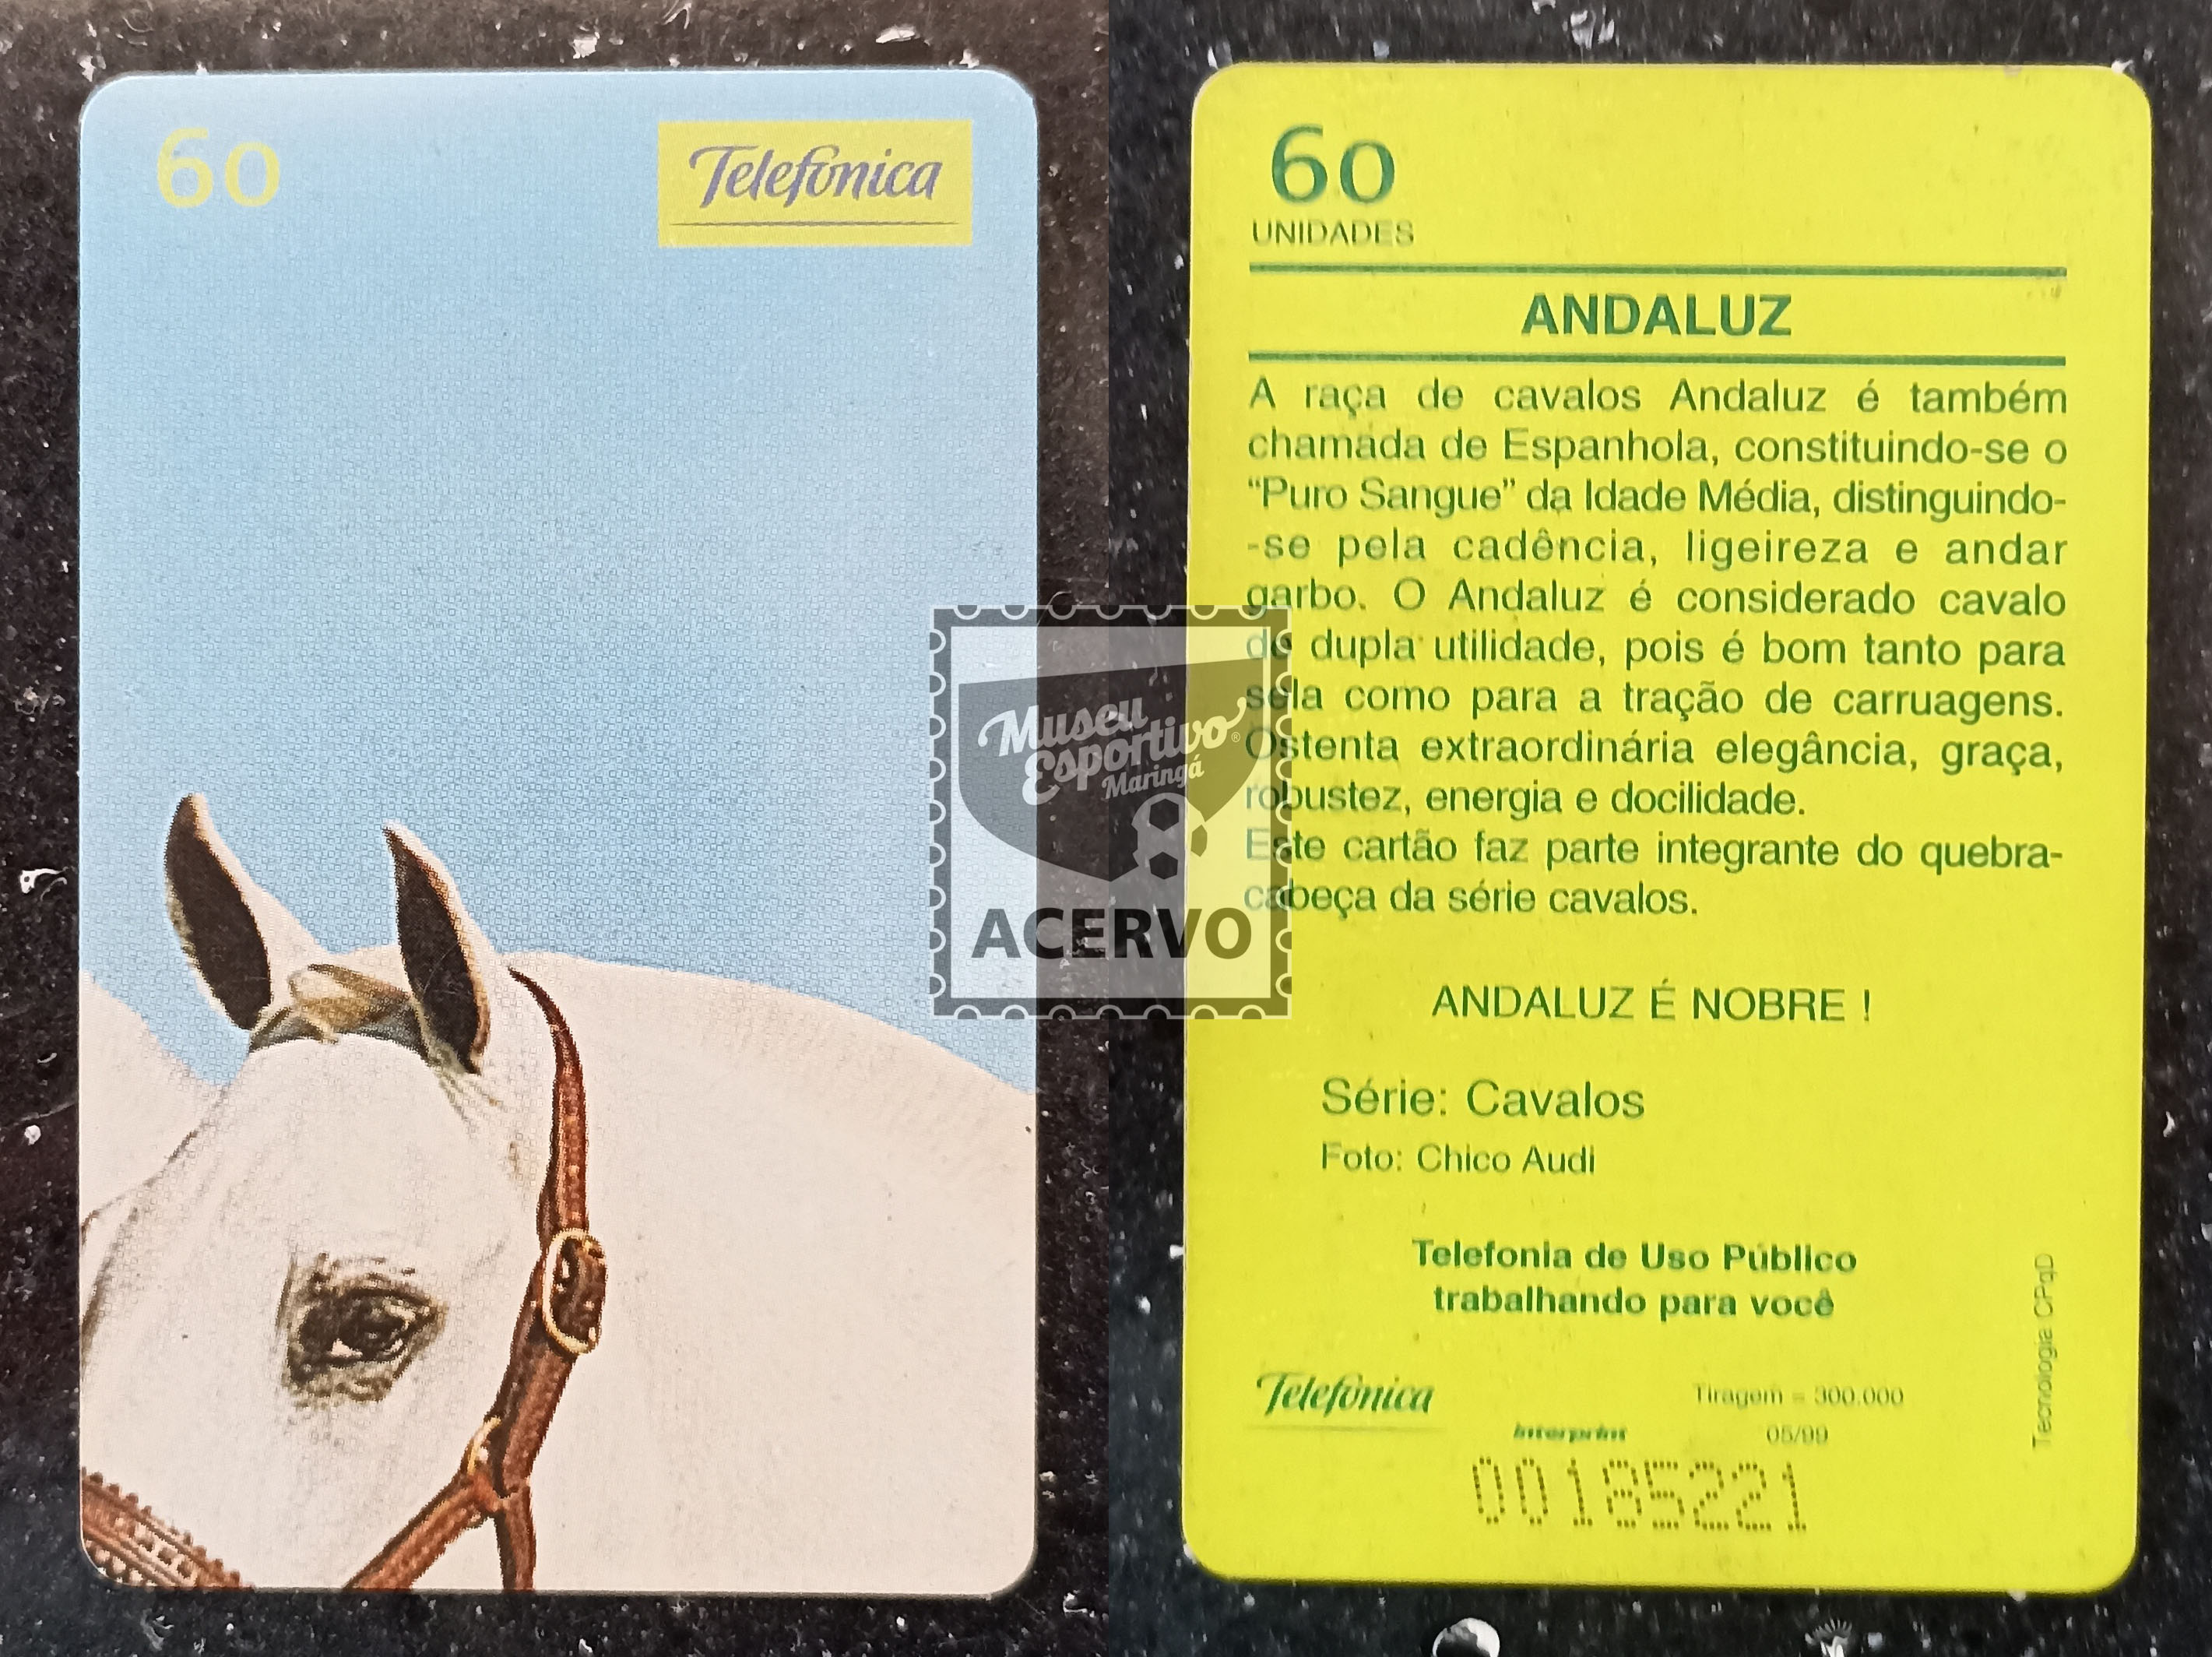 60
Telefónica
60
UNIDADES
ANDALUZ
A raça de cavalos Andaluz é também
chamada de Espanhola, constituindo-se o
“Puro Sangue” da Idade Média, distinguindo-
-se pela cadência, ligeireza e andar
garbo. O Andaluz é considerado cavalo
de dupla utilidade, pois é bom tanto para
sela como para a tração de carruagens.
Ostenta extraordinária elegância, graça,
robustez, energia e docilidade.
Este cartão faz parte integrante do quebra-
cabeça da série cavalos.
ANDALUZ É NOBRE !
Série: Cavalos
Foto: Chico Audi
Telefonia de Uso Público
trabalhando para você
Telefónica
Tiragem = 300.000
interprint
05/99
00185221
Tecnologia CPqD
Museu
Esportivo®
Maringá
ACERVO